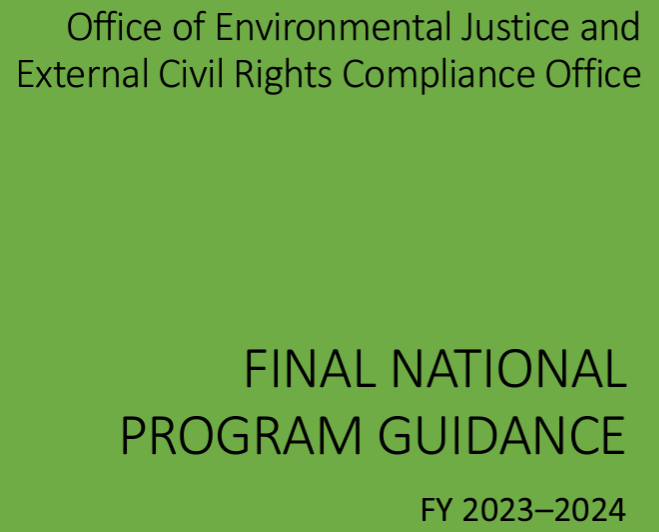 Office of Environmental Justice and
External Civil Rights Compliance Office
FINAL NATIONAL
PROGRAM GUIDANCE
FY 2023–2024